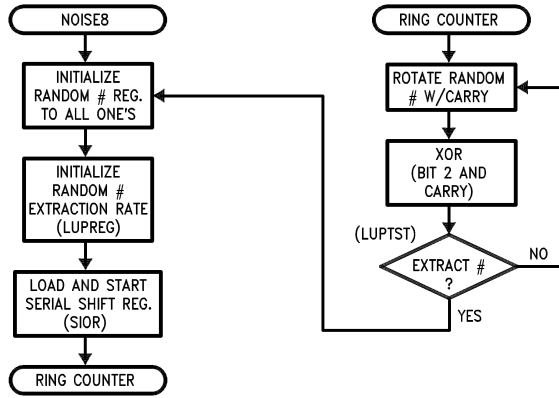 NOISE8
INITIALIZE
RANDOM # REG.
TO ALL ONE'S
INITIALIZE
RANDOM #
EXTRACTION RATE
(LUPREG)
LOAD AND START
SERIAL SHIFT REG.
(SIOR)
RING COUNTER
RING COUNTER
ROTATE RANDOM
# W/CARRY
XOR
(BIT 2 AND
CARRY)
(LUPTST)
EXTRACT #
?
NO
YES